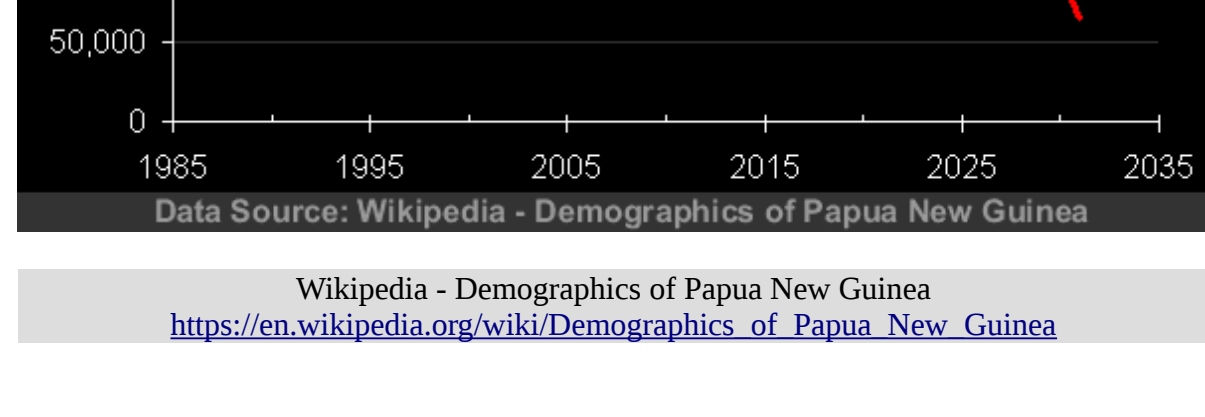 50,000
0
1985 1995 2005 2015 2025 2035
Data Source: Wikipedia - Demographics of Papua New Guinea
Wikipedia - Demographics of Papua New Guinea
https://en.wikipedia.org/wiki/Demographics_of_Papua_New_Guinea